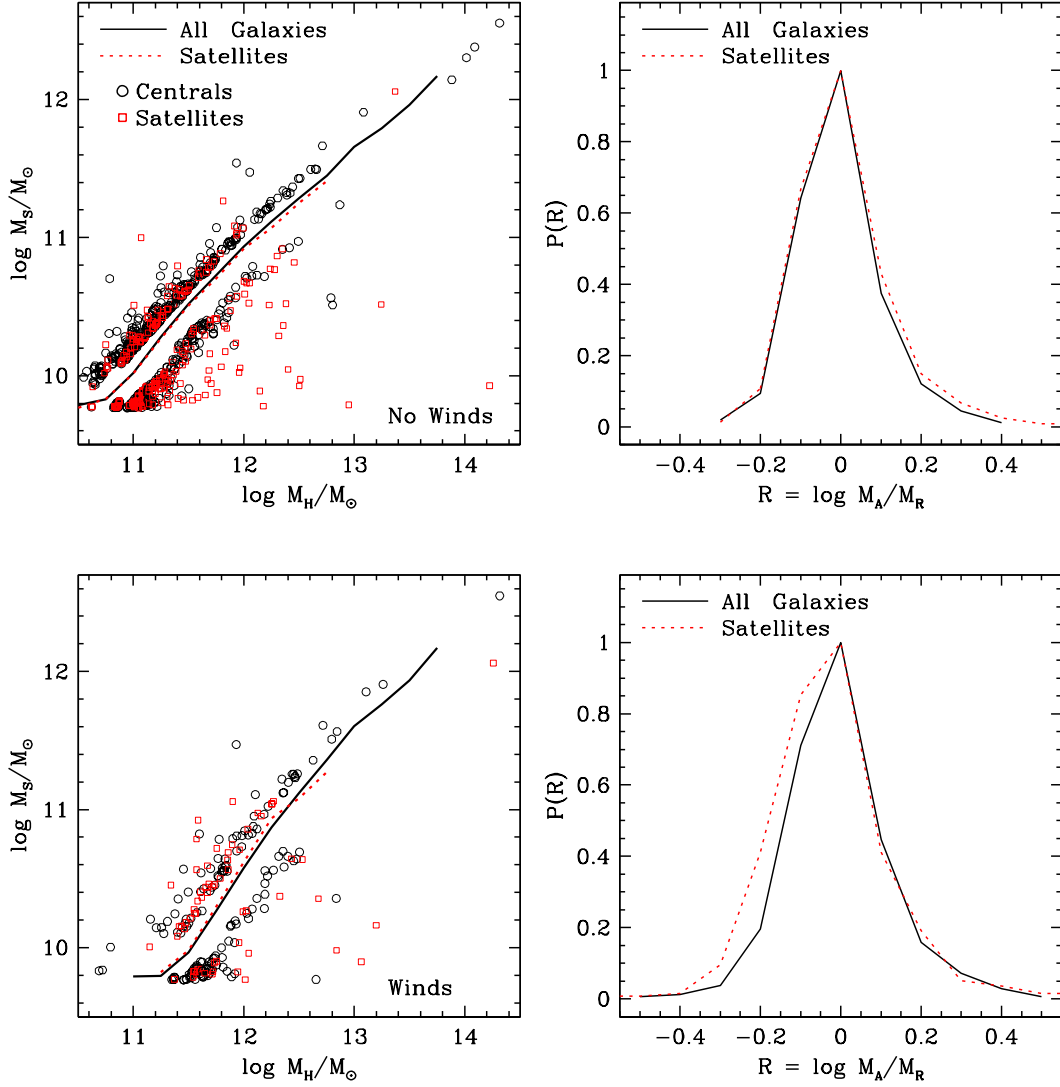 All Galaxies
Satellites
Centrals
Satellites
No Winds
log M_S/M_⊙
12
11
10
11 12 13 14
log M_H/M_⊙
All Galaxies
Satellites
P(R)
1
0.8
0.6
0.4
0.2
0
−0.4 −0.2 0 0.2 0.4
R = log M_A/M_R
Winds
log M_S/M_⊙
12
11
10
11 12 13 14
log M_H/M_⊙
All Galaxies
Satellites
P(R)
1
0.8
0.6
0.4
0.2
0
−0.4 −0.2 0 0.2 0.4
R = log M_A/M_R